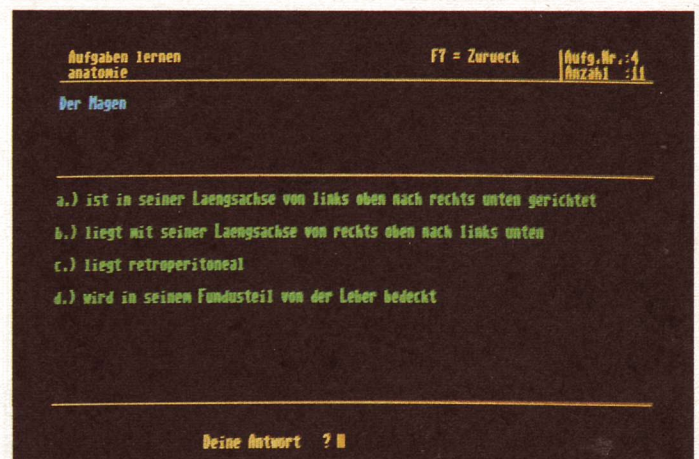 Aufgaben lernen F7 = Zurueck |Aufg.Nr.:4
anatomie |Anzahl :11
Der Magen
a.) ist in seiner Laengsachse von links oben nach rechts unten gerichtet
b.) liegt mit seiner Laengsachse von rechts oben nach links unten
c.) liegt retroperitoneal
d.) wird in seinem Fundusteil von der Leber bedeckt
Deine Antwort ?